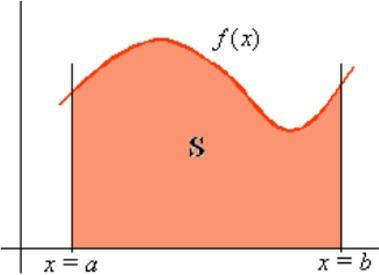 f(x)
S
x = a
x = b